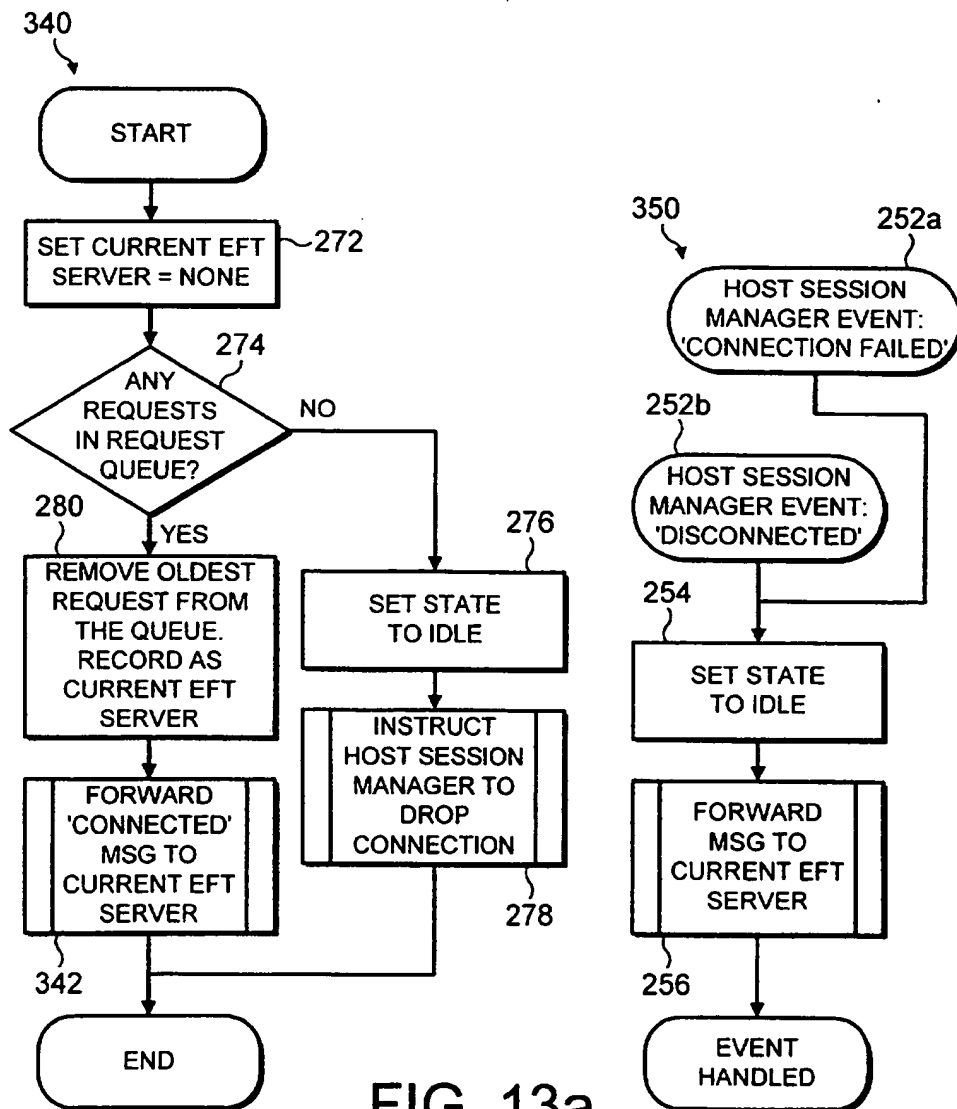 340
START
SET CURRENT EFT
SERVER = NONE
272
274
ANY
REQUESTS
IN REQUEST
QUEUE?
NO
YES
280
REMOVE OLDEST
REQUEST FROM
THE QUEUE.
RECORD AS
CURRENT EFT
SERVER
FORWARD
'CONNECTED'
MSG TO
CURRENT EFT
SERVER
342
END
276
SET STATE
TO IDLE
INSTRUCT
HOST SESSION
MANAGER TO
DROP
CONNECTION
278
350
252a
HOST SESSION
MANAGER EVENT:
'CONNECTION FAILED'
252b
HOST SESSION
MANAGER EVENT:
'DISCONNECTED'
254
SET STATE
TO IDLE
FORWARD
MSG TO
CURRENT EFT
SERVER
256
EVENT
HANDLED
FIG. 13a